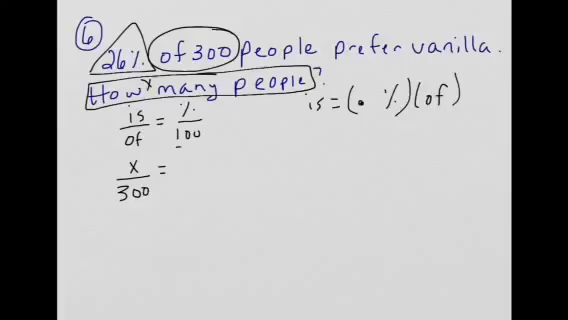 6
26% of 300 people prefer vanilla.
How many people?
x
is/of = %/100
is = (. %)(of)
x/300 =